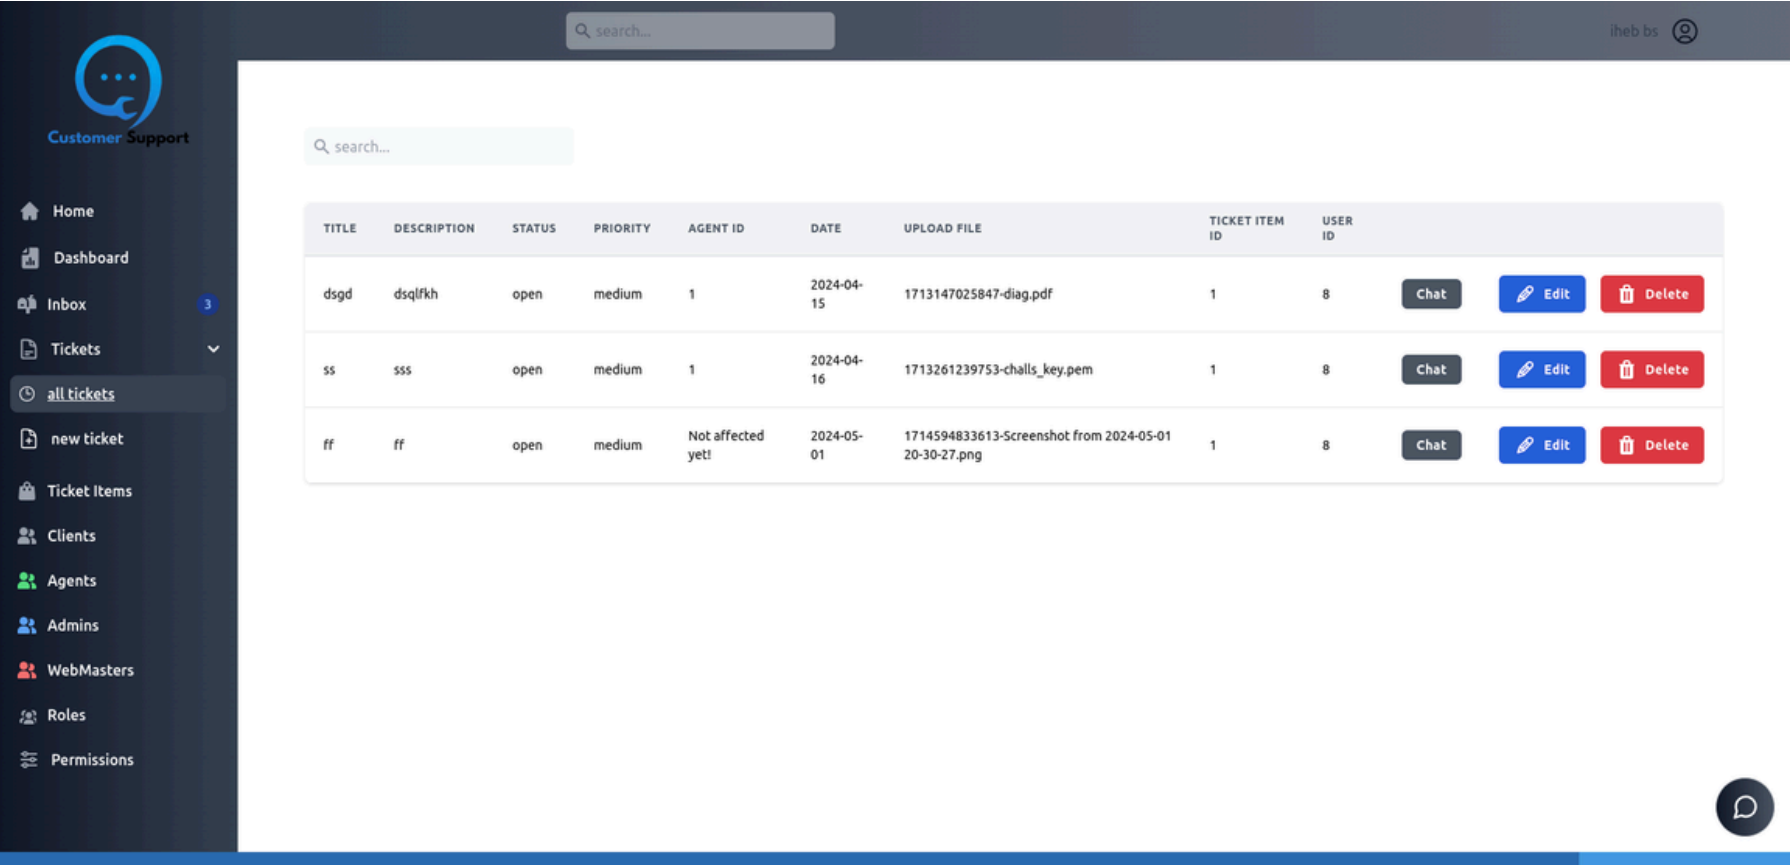 search...
iheb bs
Customer Support
search...
Home
Dashboard
Inbox 3
Tickets
all tickets
new ticket
Ticket Items
Clients
Agents
Admins
WebMasters
Roles
Permissions
TITLE DESCRIPTION STATUS PRIORITY AGENT ID DATE UPLOAD FILE TICKET ITEM ID USER ID
dsgd dsqlfkh open medium 1 2024-04-15 1713147025847-diag.pdf 1 8 Chat Edit Delete
ss sss open medium 1 2024-04-16 1713261239753-challs_key.pem 1 8 Chat Edit Delete
ff ff open medium Not affected yet! 2024-05-01 1714594833613-Screenshot from 2024-05-01 20-30-27.png 1 8 Chat Edit Delete